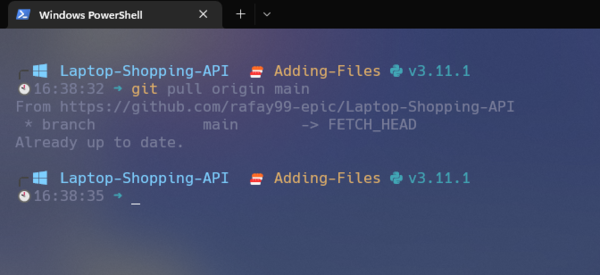 Windows PowerShell
Laptop-Shopping-API Adding-Files v3.11.1
16:38:32 → git pull origin main
From https://github.com/rafay99-epic/Laptop-Shopping-API
* branch main -> FETCH_HEAD
Already up to date.
Laptop-Shopping-API Adding-Files v3.11.1
16:38:35 → _